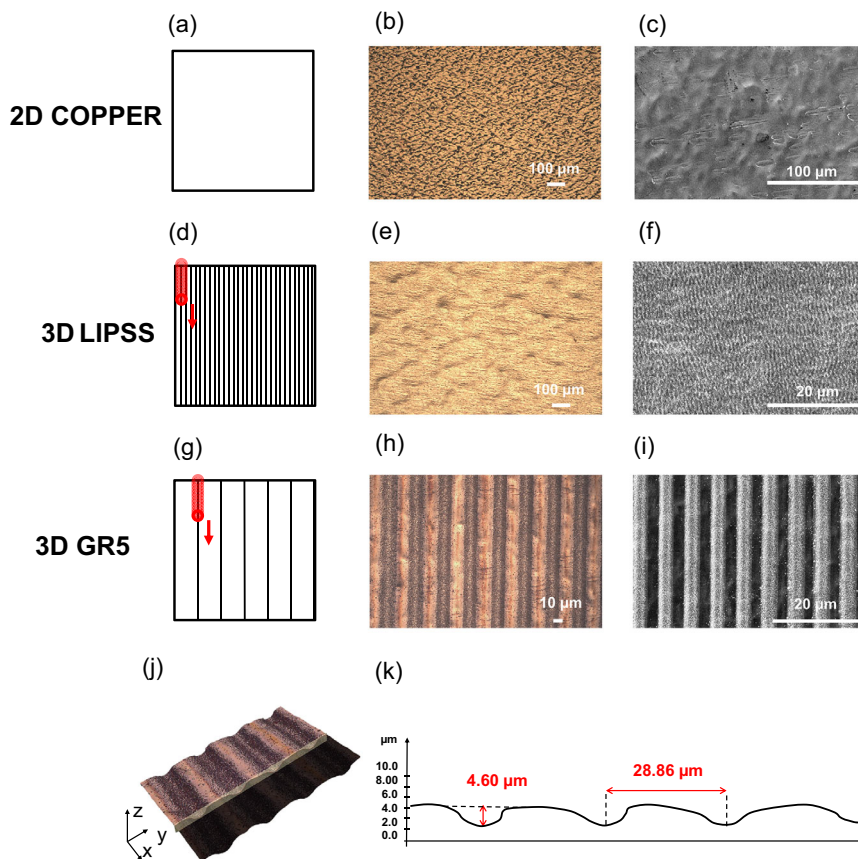 (a)
(b)
(c)
2D COPPER
100 µm
100 µm
(d)
(e)
(f)
3D LIPSS
100 µm
20 µm
(g)
(h)
(i)
3D GR5
10 µm
20 µm
(j)
(k)
z
y
x
µm
10.0
8.00
6.0
4.0
2.0
0.0
4.60 µm
28.86 µm